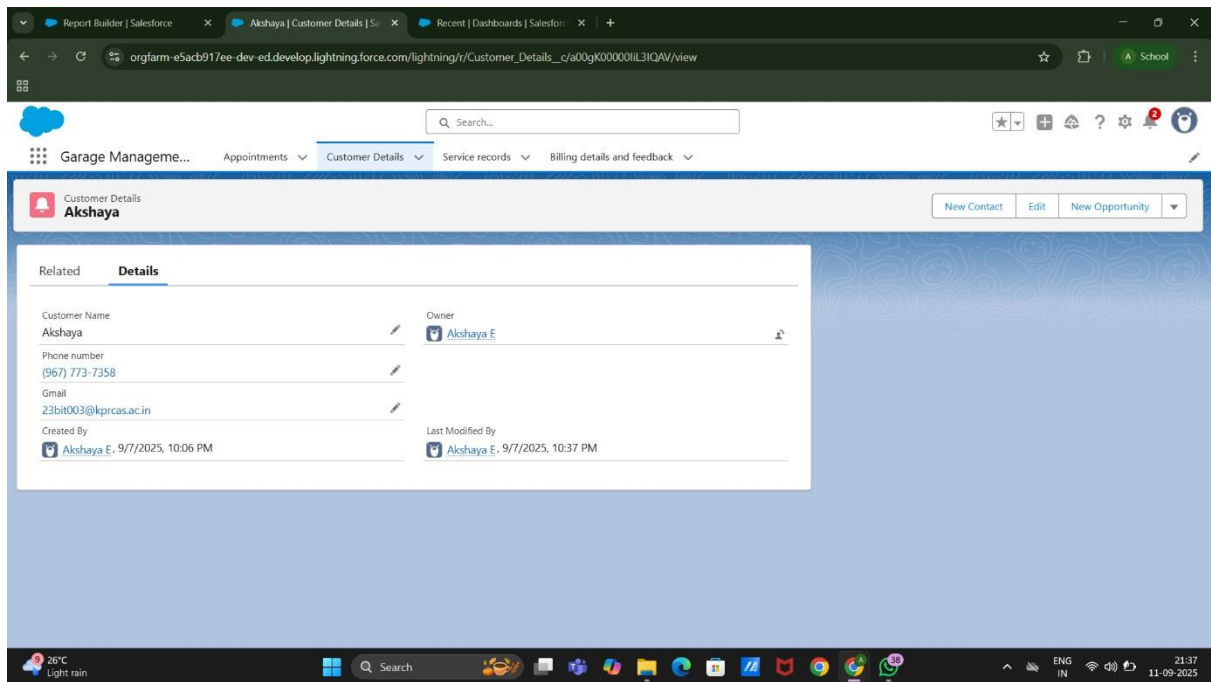 Report Builder | Salesforce
Akshaya | Customer Details | Sa
Recent | Dashboards | Salesforc
orgfarm-e5acb917ee-dev-ed.develop.lightning.force.com/lightning/r/Customer_Details__c/a00gK00000IiL3IQAV/view
A School
Search...
2
Garage Manageme...
Appointments
Customer Details
Service records
Billing details and feedback
Customer Details
Akshaya
New Contact
Edit
New Opportunity
Related
Details
Customer Name
Akshaya
Owner
Akshaya E
Phone number
(967) 773-7358
Gmail
23bit003@kprcas.ac.in
Created By
Akshaya E, 9/7/2025, 10:06 PM
Last Modified By
Akshaya E, 9/7/2025, 10:37 PM
9
26°C
Light rain
Search
38
ENG
IN
21:37
11-09-2025